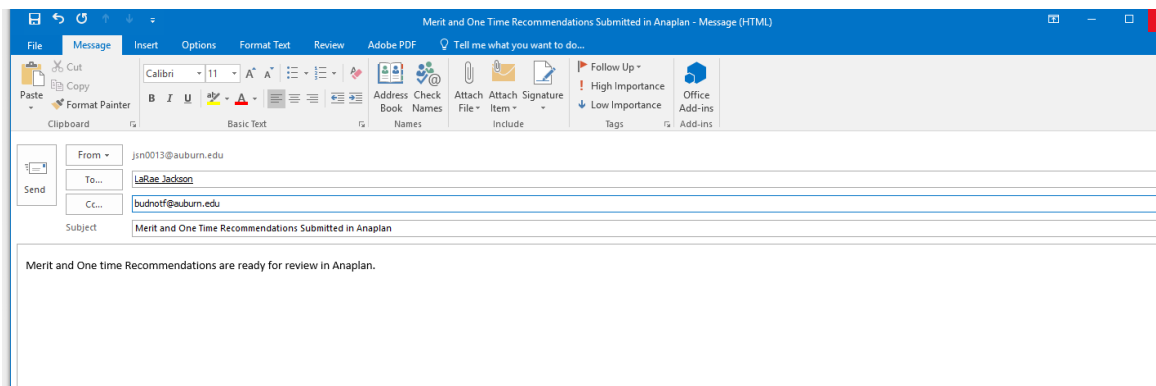 Merit and One Time Recommendations Submitted in Anaplan - Message (HTML)
File Message Insert Options Format Text Review Adobe PDF Tell me what you want to do...
Paste
Cut
Copy
Format Painter
Clipboard
Calibri 11
B I U
Basic Text
Address Book
Check Names
Names
Attach File
Attach Item
Signature
Include
Follow Up
High Importance
Low Importance
Tags
Office Add-ins
Add-ins
Send
From jsn0013@auburn.edu
To... LaRae Jackson
Cc... budnotf@auburn.edu
Subject Merit and One Time Recommendations Submitted in Anaplan
Merit and One time Recommendations are ready for review in Anaplan.